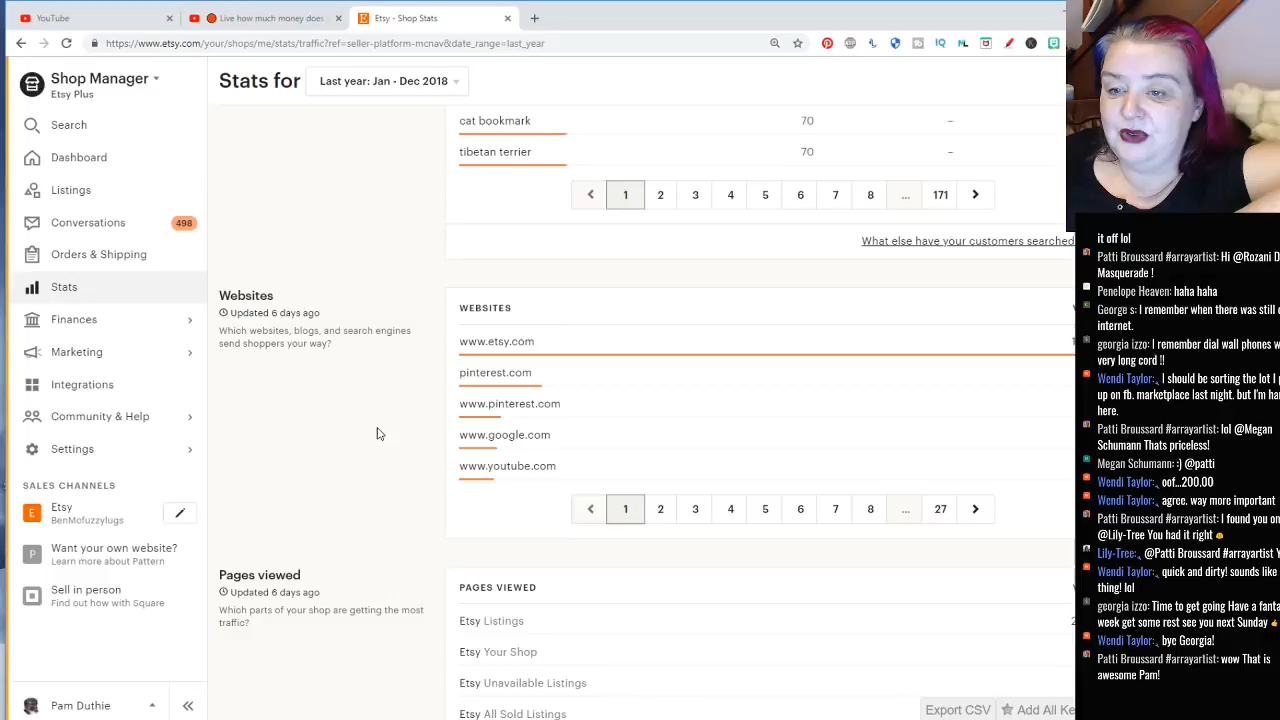 YouTube
Live how much money does
Etsy - Shop Stats
https://www.etsy.com/your/shops/me/stats/traffic?ref=seller-platform-mcnav&date_range=last_year
Shop Manager
Etsy Plus
Search
Dashboard
Listings
Conversations 498
Orders & Shipping
Stats
Finances
Marketing
Integrations
Community & Help
Settings
SALES CHANNELS
Etsy
BenMofuzzylugs
Want your own website?
Learn more about Pattern
Sell in person
Find out how with Square
Pam Duthie
Stats for Last year: Jan - Dec 2018
cat bookmark 70 –
tibetan terrier 70 –
1 2 3 4 5 6 7 8 ... 171
What else have your customers searched
Websites
Updated 6 days ago
Which websites, blogs, and search engines
send shoppers your way?
WEBSITES
www.etsy.com
pinterest.com
www.pinterest.com
www.google.com
www.youtube.com
1 2 3 4 5 6 7 8 ... 27
Pages viewed
Updated 6 days ago
Which parts of your shop are getting the most
traffic?
PAGES VIEWED
Etsy Listings
Etsy Your Shop
Etsy Unavailable Listings
Etsy All Sold Listings
Export CSV Add All Ke
it off lol
Patti Broussard #arrayartist: Hi @Rozani D
Masquerade !
Penelope Heaven: haha haha
George s: I remember when there was still
internet.
georgia izzo: I remember dial wall phones
very long cord !!
Wendi Taylor: I should be sorting the lot I
up on fb. marketplace last night. but I'm
here.
Patti Broussard #arrayartist: lol @Megan
Schumann Thats priceless!
Megan Schumann: :) @patti
Wendi Taylor: oof...200.00
Wendi Taylor: agree. way more important
Patti Broussard #arrayartist: I found you
@Lily-Tree You had it right
Lily-Tree: @Patti Broussard #arrayartist
Wendi Taylor: quick and dirty! sounds like
thing! lol
georgia izzo: Time to get going Have a
week get some rest see you next Sunday
Wendi Taylor: bye Georgia!
Patti Broussard #arrayartist: wow That is
awesome Pam!